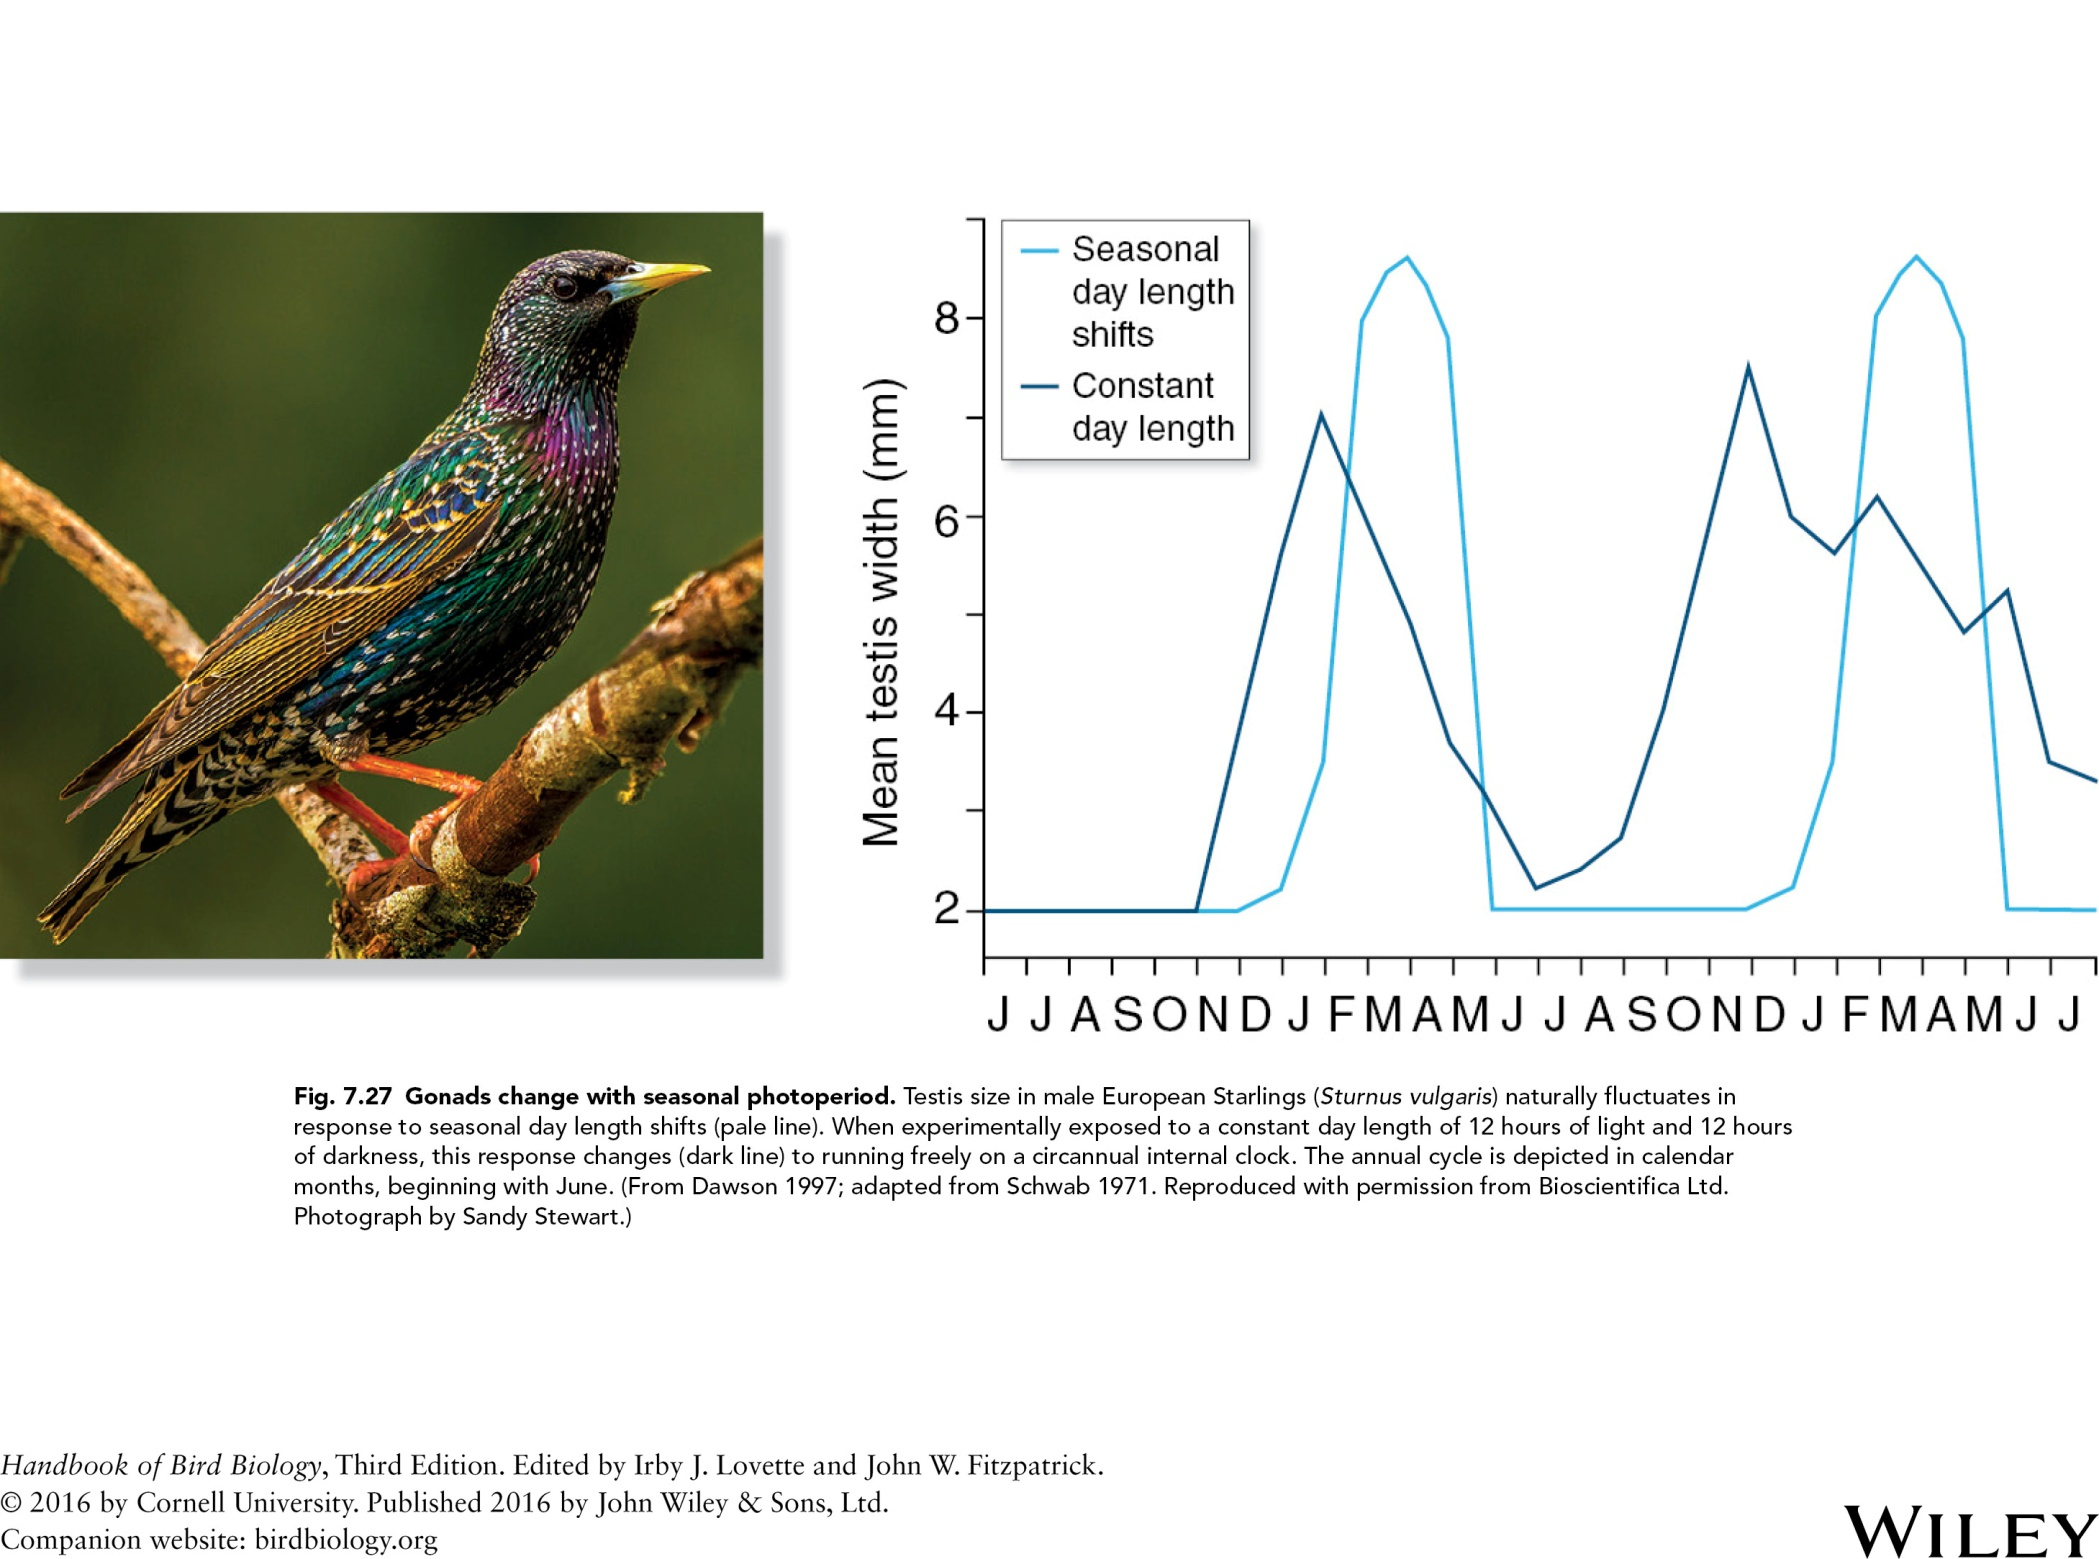 Seasonal
day length
shifts
Constant
day length
Mean testis width (mm)
8
6
4
2
J J A S O N D J F M A M J J A S O N D J F M A M J J
Fig. 7.27 Gonads change with seasonal photoperiod. Testis size in male European Starlings (Sturnus vulgaris) naturally fluctuates in
response to seasonal day length shifts (pale line). When experimentally exposed to a constant day length of 12 hours of light and 12 hours
of darkness, this response changes (dark line) to running freely on a circannual internal clock. The annual cycle is depicted in calendar
months, beginning with June. (From Dawson 1997; adapted from Schwab 1971. Reproduced with permission from Bioscientifica Ltd.
Photograph by Sandy Stewart.)
Handbook of Bird Biology, Third Edition. Edited by Irby J. Lovette and John W. Fitzpatrick.
© 2016 by Cornell University. Published 2016 by John Wiley & Sons, Ltd.
Companion website: birdbiology.org
WILEY